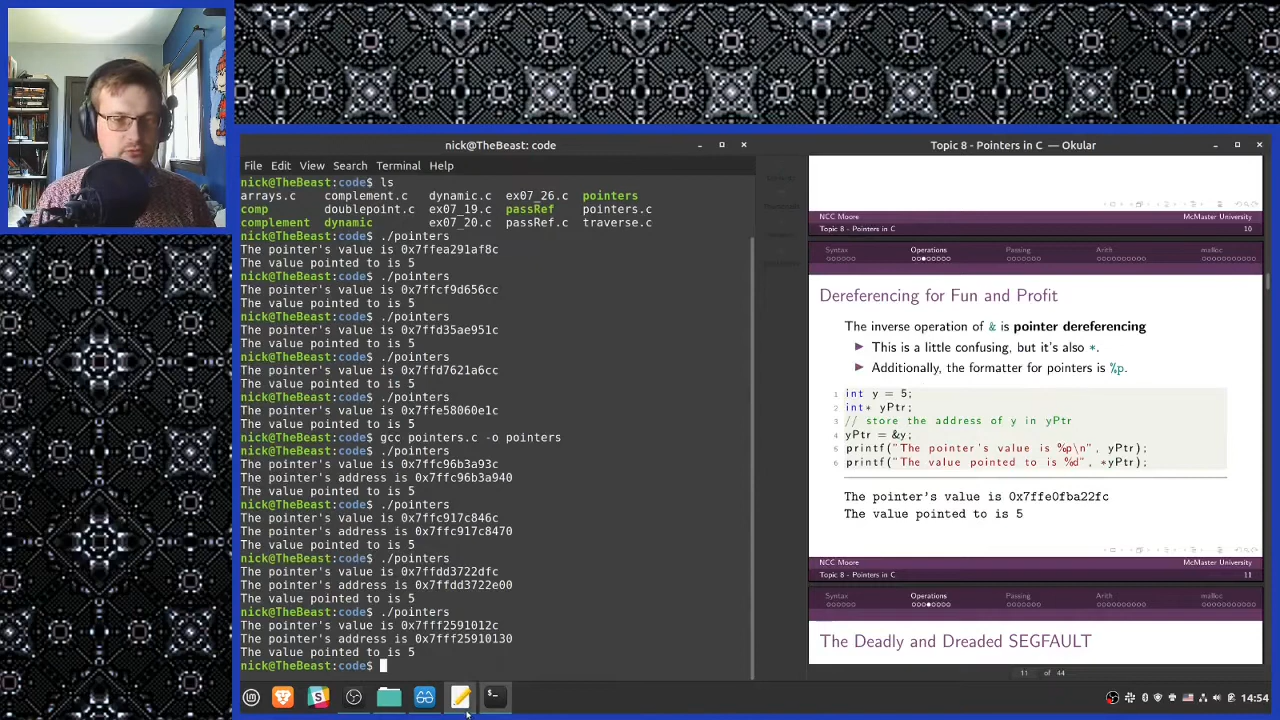 nick@TheBeast: code
File Edit View Search Terminal Help
nick@TheBeast:code$ ls
arrays.c complement.c dynamic.c ex07_26.c pointers
comp doublepoint.c ex07_19.c passRef pointers.c
complement dynamic ex07_20.c passRef.c traverse.c
nick@TheBeast:code$ ./pointers
The pointer's value is 0x7ffea291af8c
The value pointed to is 5
nick@TheBeast:code$ ./pointers
The pointer's value is 0x7ffcf9d656cc
The value pointed to is 5
nick@TheBeast:code$ ./pointers
The pointer's value is 0x7ffd35ae951c
The value pointed to is 5
nick@TheBeast:code$ ./pointers
The pointer's value is 0x7ffd7621a6cc
The value pointed to is 5
nick@TheBeast:code$ ./pointers
The pointer's value is 0x7ffe58060e1c
The value pointed to is 5
nick@TheBeast:code$ gcc pointers.c -o pointers
nick@TheBeast:code$ ./pointers
The pointer's value is 0x7ffc96b3a93c
The pointer's address is 0x7ffc96b3a940
The value pointed to is 5
nick@TheBeast:code$ ./pointers
The pointer's value is 0x7ffc917c846c
The pointer's address is 0x7ffc917c8470
The value pointed to is 5
nick@TheBeast:code$ ./pointers
The pointer's value is 0x7ffdd3722dfc
The pointer's address is 0x7ffdd3722e00
The value pointed to is 5
nick@TheBeast:code$ ./pointers
The pointer's value is 0x7fff2591012c
The pointer's address is 0x7fff25910130
The value pointed to is 5
nick@TheBeast:code$
Topic 8 - Pointers in C — Okular
NCC Moore McMaster University
Topic 8 - Pointers in C 10
Syntax Operations Passing Arith malloc
Dereferencing for Fun and Profit
The inverse operation of & is pointer dereferencing
This is a little confusing, but it's also *.
Additionally, the formatter for pointers is %p.
1 int y = 5;
2 int* yPtr;
3 // store the address of y in yPtr
4 yPtr = &y;
5 printf("The pointer's value is %p\n", yPtr);
6 printf("The value pointed to is %d", *yPtr);
The pointer's value is 0x7ffe0fba22fc
The value pointed to is 5
NCC Moore McMaster University
Topic 8 - Pointers in C 11
Syntax Operations Passing Arith malloc
The Deadly and Dreaded SEGFAULT
11 of 44
14:54